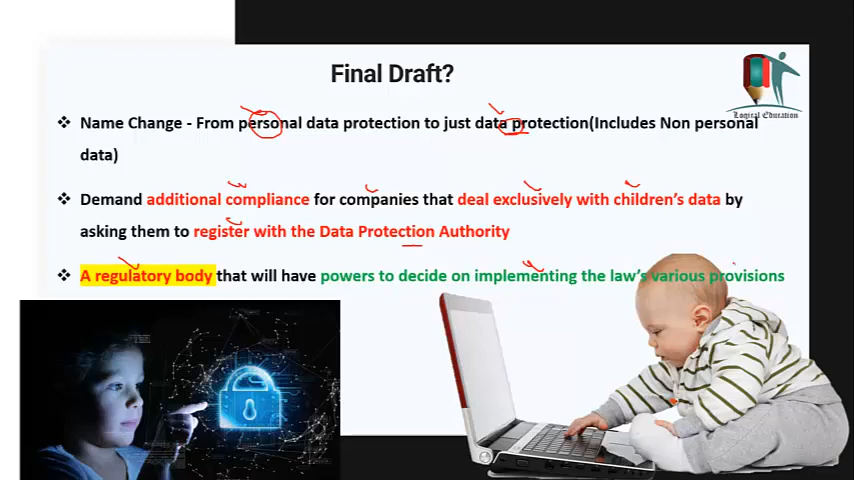 Final Draft?
Logical Education
❖ Name Change - From personal data protection to just data protection(Includes Non personal
data)
❖ Demand additional compliance for companies that deal exclusively with children's data by
asking them to register with the Data Protection Authority
❖ A regulatory body that will have powers to decide on implementing the law's various provisions